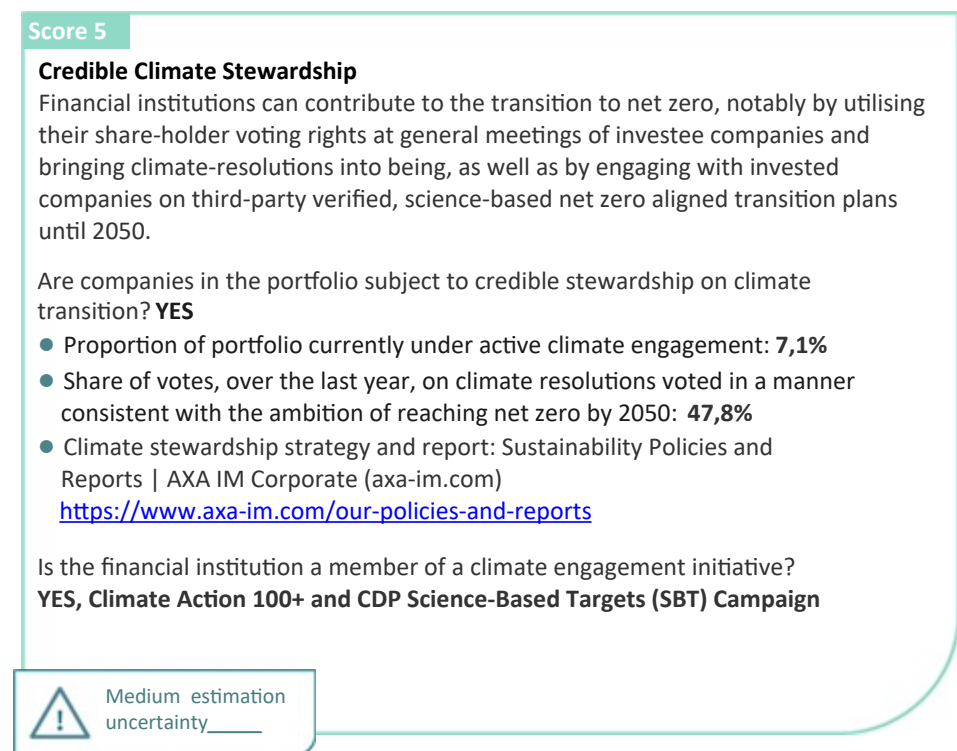 Score 5
Credible Climate Stewardship
Financial institutions can contribute to the transition to net zero, notably by utilising
their share-holder voting rights at general meetings of investee companies and
bringing climate-resolutions into being, as well as by engaging with invested
companies on third-party verified, science-based net zero aligned transition plans
until 2050.
Are companies in the portfolio subject to credible stewardship on climate
transition? YES
● Proportion of portfolio currently under active climate engagement: 7,1%
● Share of votes, over the last year, on climate resolutions voted in a manner
consistent with the ambition of reaching net zero by 2050: 47,8%
● Climate stewardship strategy and report: Sustainability Policies and
Reports | AXA IM Corporate (axa-im.com)
https://www.axa-im.com/our-policies-and-reports
Is the financial institution a member of a climate engagement initiative?
YES, Climate Action 100+ and CDP Science-Based Targets (SBT) Campaign
Medium estimation
uncertainty_____